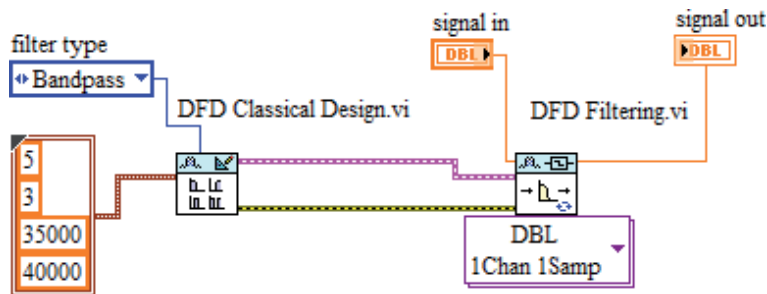 signal in
signal out
filter type
DBL
DBL
Bandpass
DFD Classical Design.vi
DFD Filtering.vi
5
3
35000
40000
DBL
1Chan 1Samp